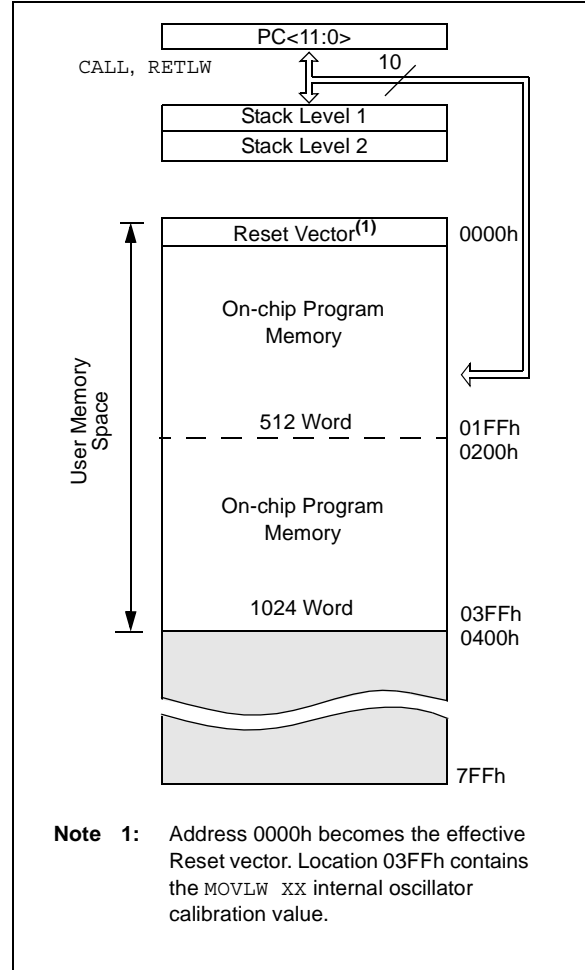 PC<11:0>
CALL, RETLW
10
Stack Level 1
Stack Level 2
Reset Vector(1)
0000h
On-chip Program
Memory
User Memory
Space
512 Word
01FFh
0200h
On-chip Program
Memory
1024 Word
03FFh
0400h
7FFh
Note 1: Address 0000h becomes the effective
Reset vector. Location 03FFh contains
the MOVLW XX internal oscillator
calibration value.